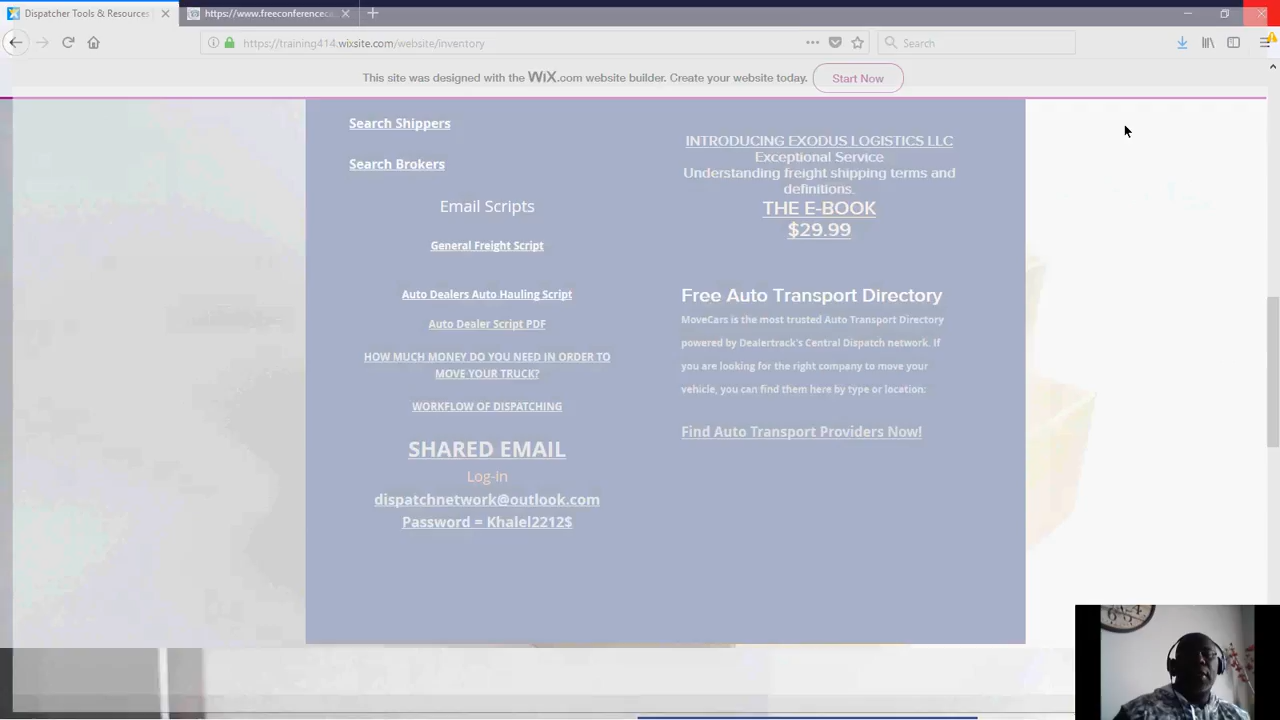 Dispatcher Tools & Resources
https://www.freeconferenceca
https://training414.wixsite.com/website/inventory
Search
This site was designed with the WiX.com website builder. Create your website today.
Start Now
Search Shippers
Search Brokers
Email Scripts
General Freight Script
Auto Dealers Auto Hauling Script
Auto Dealer Script PDF
HOW MUCH MONEY DO YOU NEED IN ORDER TO
MOVE YOUR TRUCK?
WORKFLOW OF DISPATCHING
SHARED EMAIL
Log-in
dispatchnetwork@outlook.com
Password = Khalel2212$
INTRODUCING EXODUS LOGISTICS LLC
Exceptional Service
Understanding freight shipping terms and
definitions.
THE E-BOOK
$29.99
Free Auto Transport Directory
MoveCars is the most trusted Auto Transport Directory
powered by Dealertrack's Central Dispatch network. If
you are looking for the right company to move your
vehicle, you can find them here by type or location:
Find Auto Transport Providers Now!